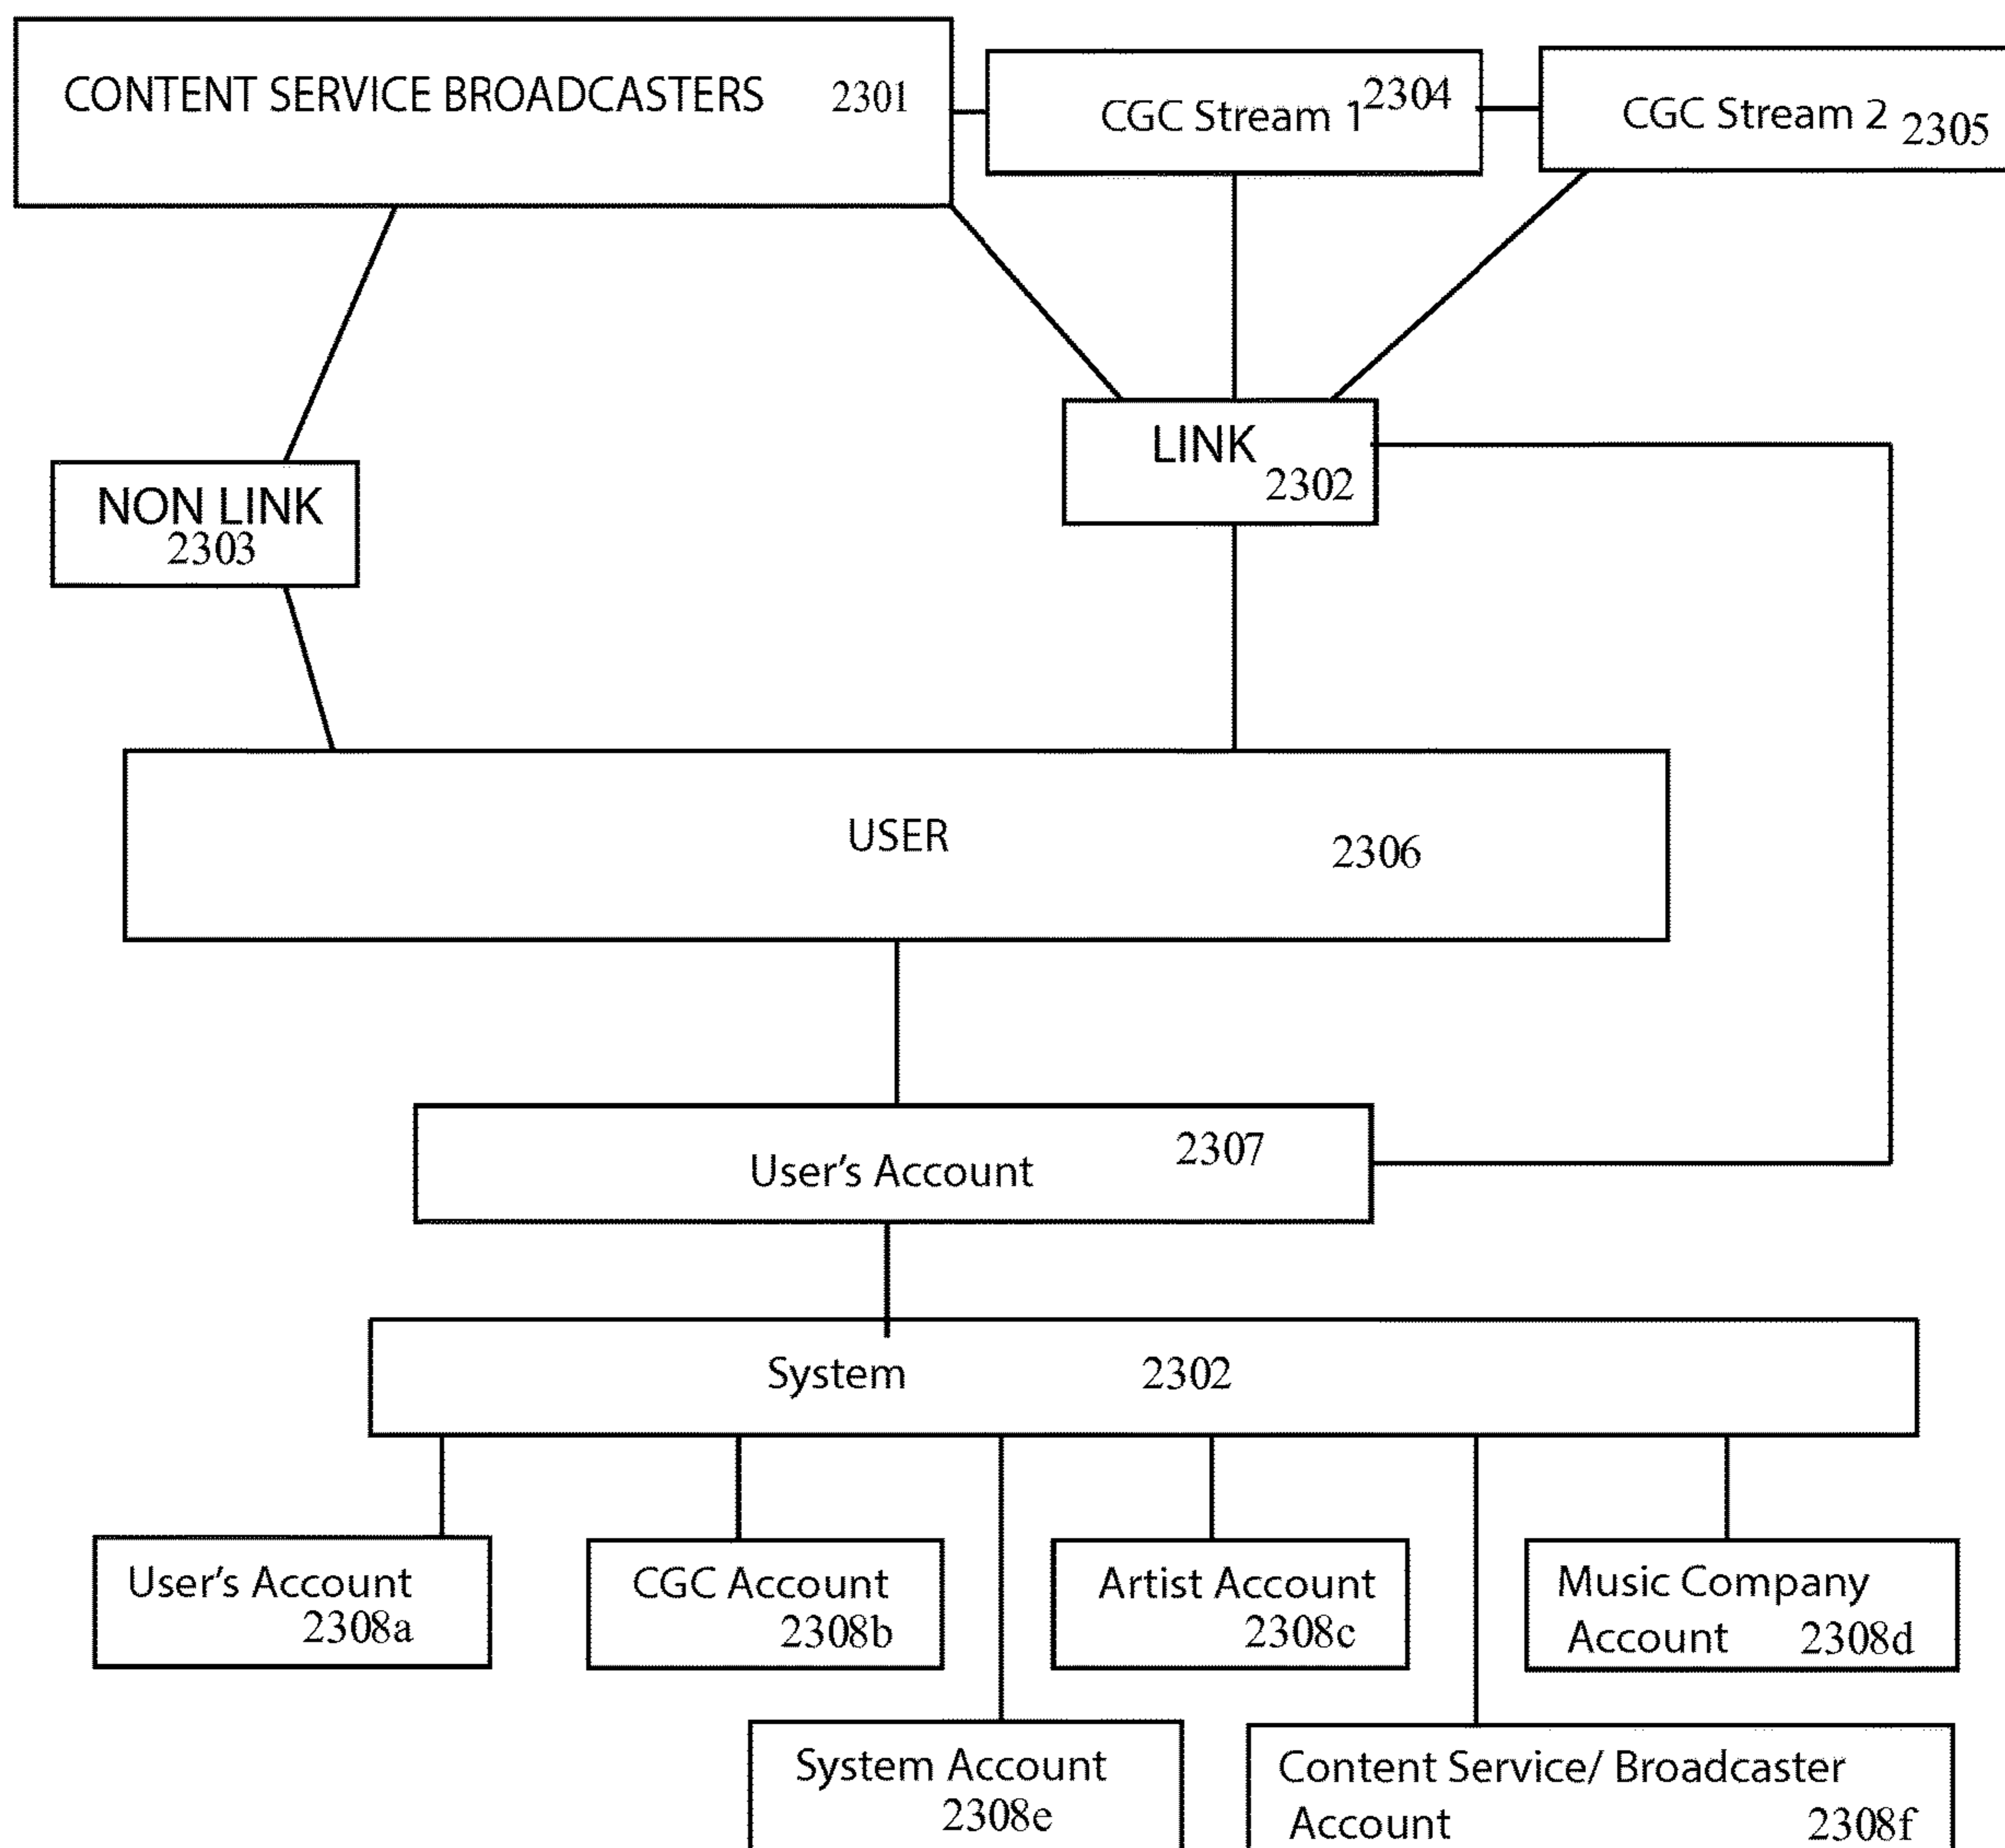 CONTENT SERVICE BROADCASTERS 2301
CGC Stream 1 2304
CGC Stream 2 2305
LINK
2302
NON LINK
2303
USER 2306
User's Account 2307
System 2302
User's Account
2308a
CGC Account
2308b
Artist Account
2308c
Music Company
Account 2308d
System Account
2308e
Content Service/ Broadcaster
Account 2308f